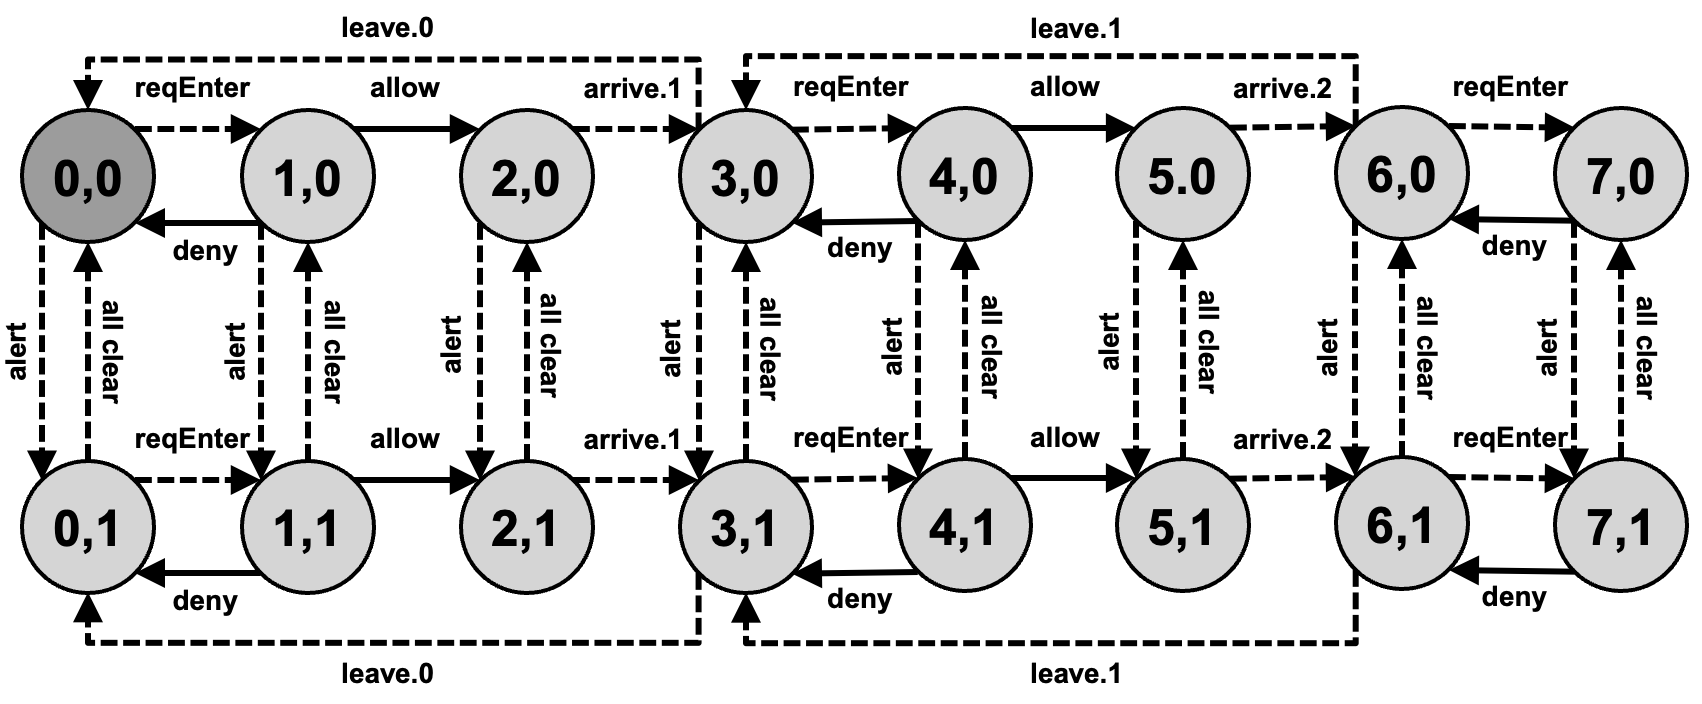 leave.0
leave.1
reqEnter
allow
arrive.1
reqEnter
allow
arrive.2
reqEnter
0,0
1,0
2,0
3,0
4,0
5.0
6,0
7,0
deny
deny
deny
alert
all clear
alert
all clear
alert
all clear
alert
all clear
alert
all clear
alert
all clear
alert
all clear
alert
all clear
reqEnter
allow
arrive.1
reqEnter
allow
arrive.2
reqEnter
0,1
1,1
2,1
3,1
4,1
5,1
6,1
7,1
deny
deny
deny
leave.0
leave.1